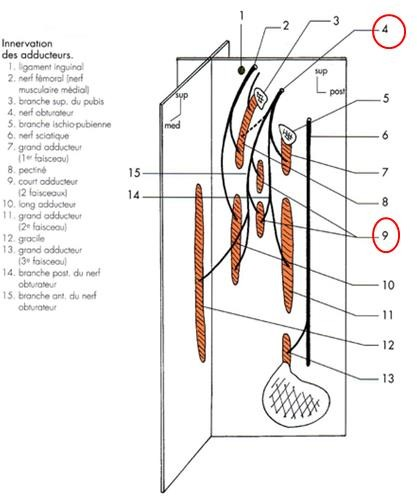 Innervation
des adducteurs.
1. ligament inguinal
2. nerf fémoral (nerf
musculaire médial)
3. branche sup. du pubis
4. nerf obturateur
5. branche ischio-pubienne
6. nerf sciatique
7. grand adducteur
(1er faisceau)
8. pectiné
9. court adducteur
(2 faisceaux)
10. long adducteur
11. grand adducteur
(2e faisceau)
12. gracile
13. grand adducteur
(3e faisceau)
14. branche post. du nerf
obturateur
15. branche ant. du nerf
obturateur
1
2
3
4
sup
post
sup
med
5
6
7
15
8
14
9
10
11
12
13